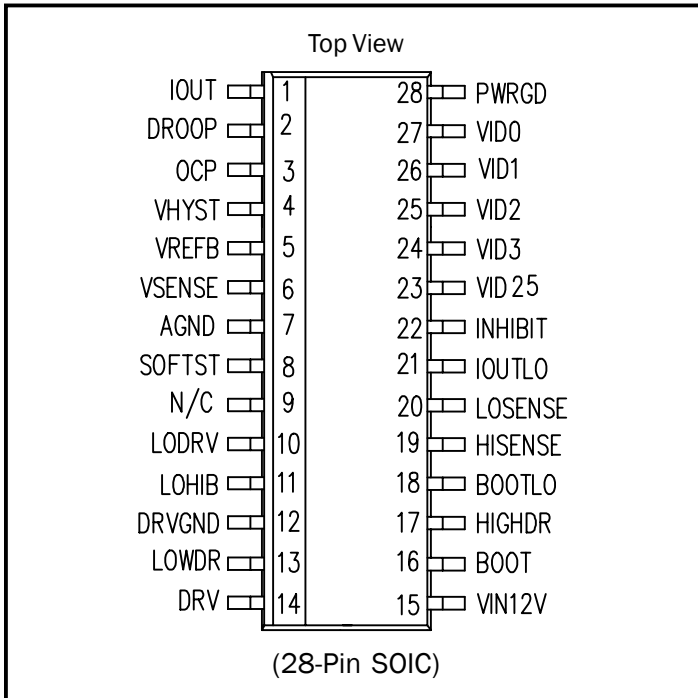 Top View
IOUT 1 28 PWRGD
DROOP 2 27 VID0
OCP 3 26 VID1
VHYST 4 25 VID2
VREFB 5 24 VID3
VSENSE 6 23 VID25
AGND 7 22 INHIBIT
SOFTST 8 21 IOUTLO
N/C 9 20 LOSENSE
LODRV 10 19 HISENSE
LOHIB 11 18 BOOTLO
DRVGND 12 17 HIGHDR
LOWDR 13 16 BOOT
DRV 14 15 VIN12V
(28-Pin SOIC)